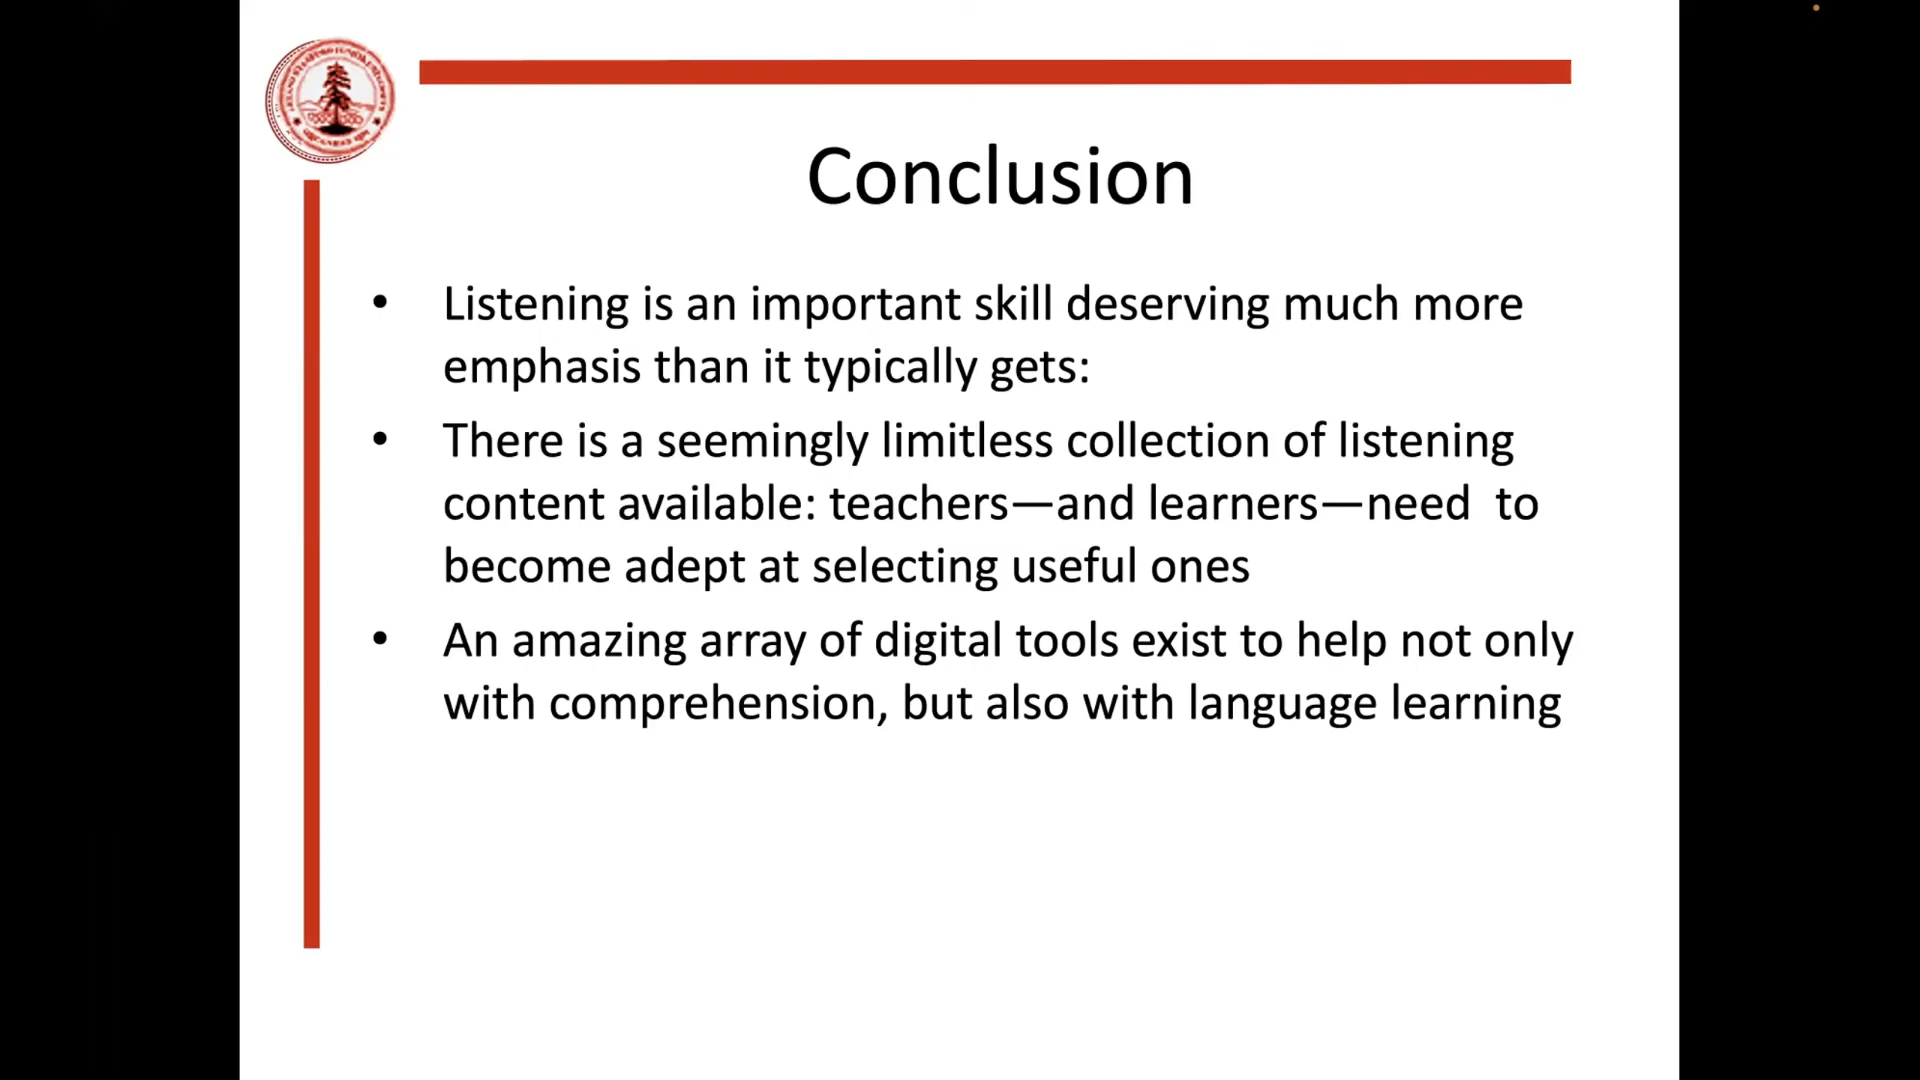 Conclusion
• Listening is an important skill deserving much more
emphasis than it typically gets:
• There is a seemingly limitless collection of listening
content available: teachers—and learners—need  to
become adept at selecting useful ones
• An amazing array of digital tools exist to help not only
with comprehension, but also with language learning